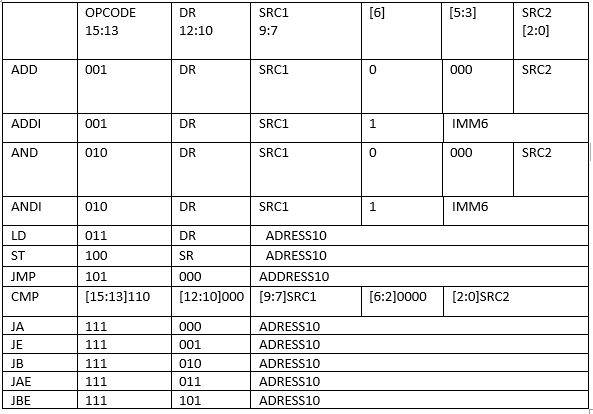 OPCODE DR SRC1 [6] [5:3] SRC2
15:13 12:10 9:7 [2:0]
ADD 001 DR SRC1 0 000 SRC2
ADDI 001 DR SRC1 1 IMM6
AND 010 DR SRC1 0 000 SRC2
ANDI 010 DR SRC1 1 IMM6
LD 011 DR ADRESS10
ST 100 SR ADRESS10
JMP 101 000 ADDRESS10
CMP [15:13]110 [12:10]000 [9:7]SRC1 [6:2]0000 [2:0]SRC2
JA 111 000 ADRESS10
JE 111 001 ADRESS10
JB 111 010 ADRESS10
JAE 111 011 ADRESS10
JBE 111 101 ADRESS10